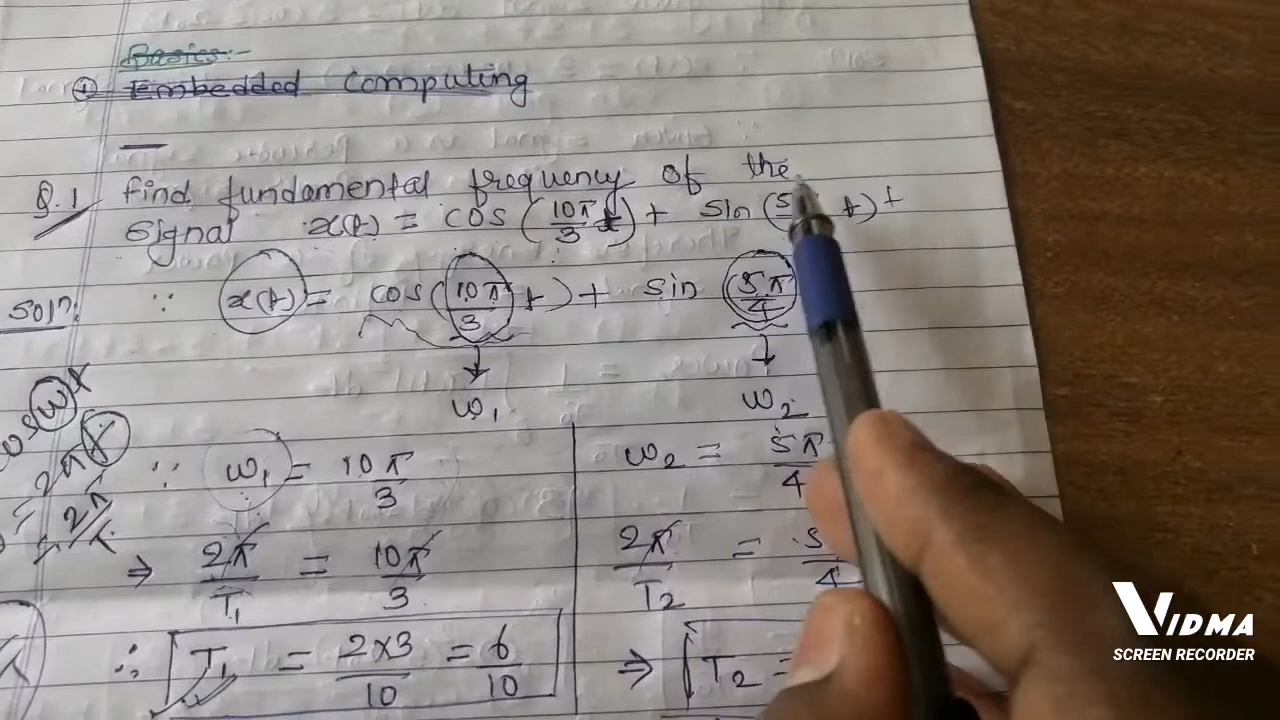 Basics:-
+ Embedded Computing
Q.1 Find fundamental frequency of the
signal x(t) = cos (10π/3 t) + sin (5 t) +
Solⁿ: ∵ x(t) = cos(10π/3 t) + sin (5π/4
ω₁ ω₂
∵ ω₁ = 10π/3 ω₂ = 5π/4
⇒ 2π/T₁ = 10π/3 2π/T₂ = 5/4
∴ T₁ = 2×3/10 = 6/10 ⇒ T₂ =
VIDMA
SCREEN RECORDER